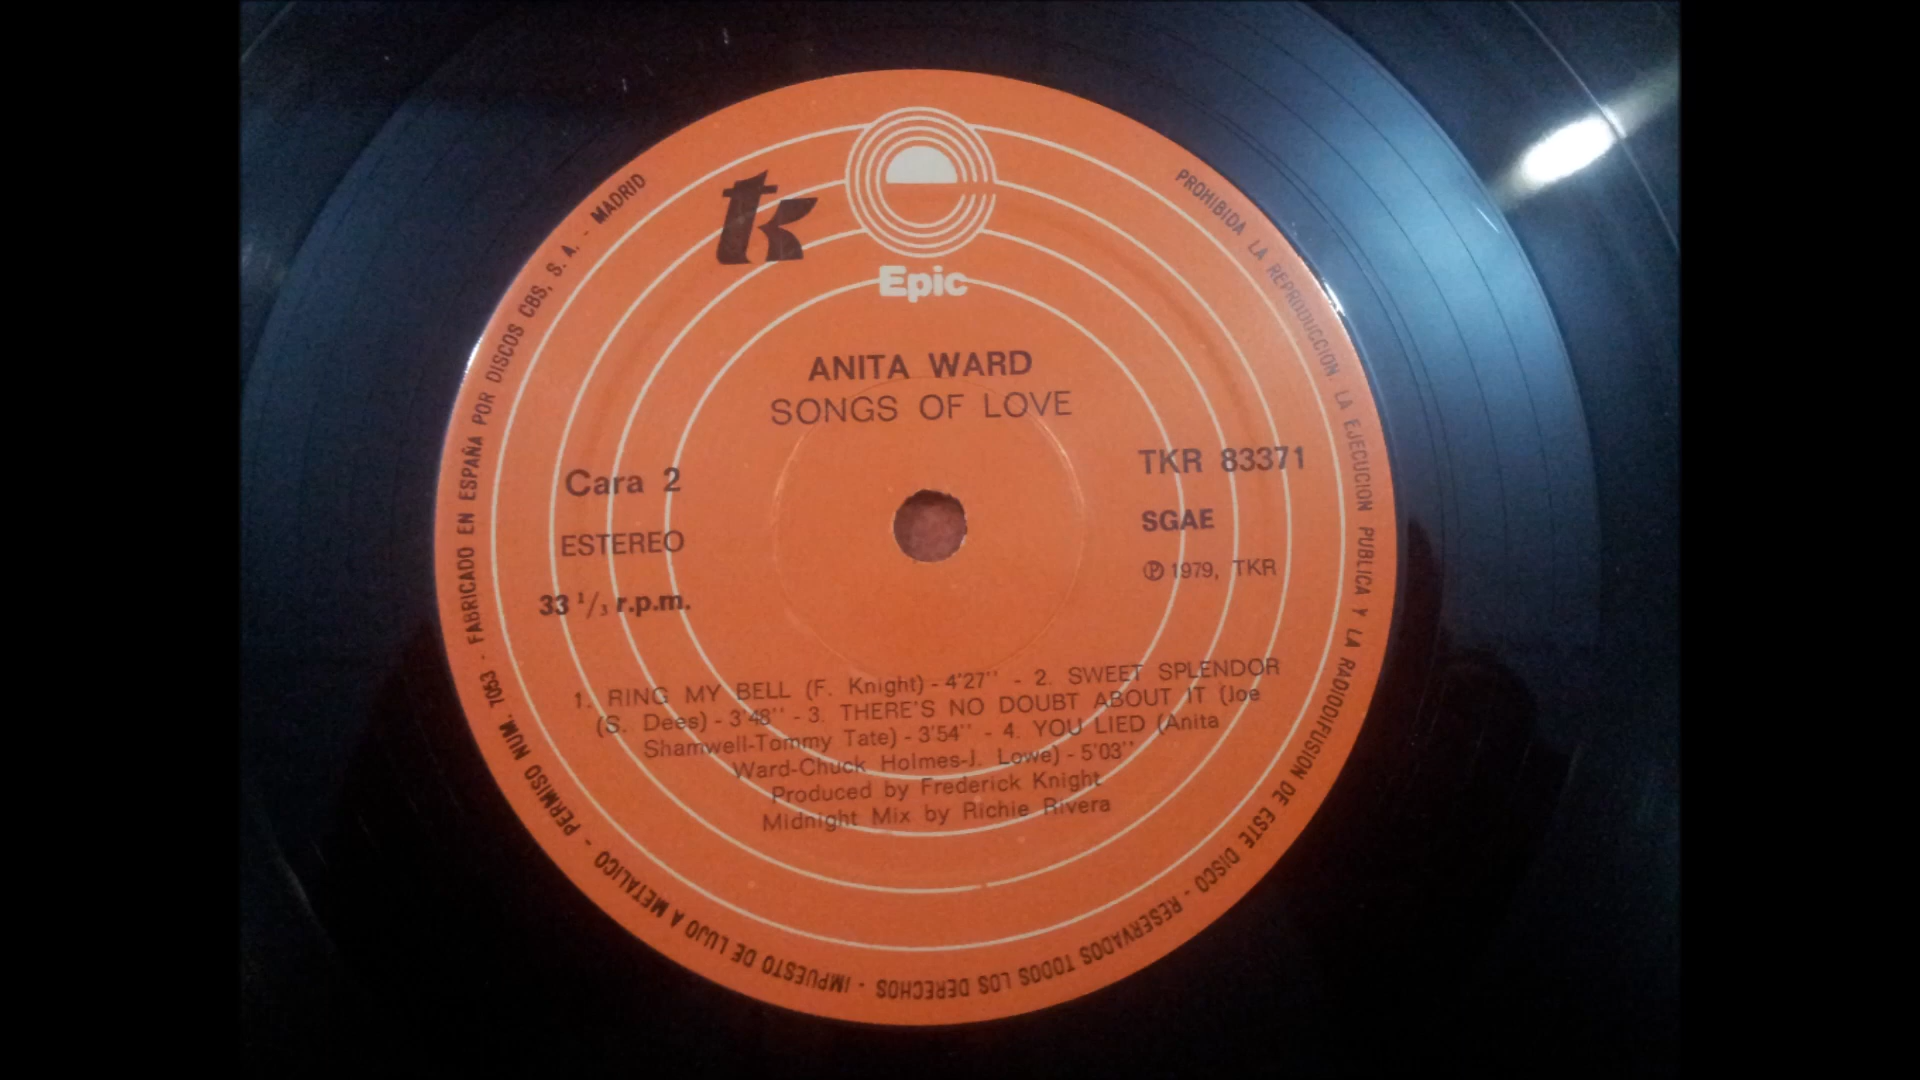 tk
Epic
ANITA WARD
SONGS OF LOVE
Cara 2
ESTEREO
33 1/3 r.p.m.
TKR 83371
SGAE
℗ 1979, TKR
1. RING MY BELL (F. Knight) - 4'27'' - 2. SWEET SPLENDOR
(S. Dees) - 3'48'' - 3. THERE'S NO DOUBT ABOUT IT (Joe
Shamwell-Tommy Tate) - 3'54'' - 4. YOU LIED (Anita
Ward-Chuck Holmes-J. Lowe) - 5'03''
Produced by Frederick Knight
Midnight Mix by Richie Rivera
PROHIBIDA LA REPRODUCCION. LA EJECUCION PUBLICA Y LA RADIODIFUSION DE ESTE DISCO - RESERVADOS TODOS LOS DERECHOS - IMPUESTO DE LUJO A METALICO - PERMISO NUM. 7053 - FABRICADO EN ESPAÑA POR DISCOS CBS, S. A. - MADRID